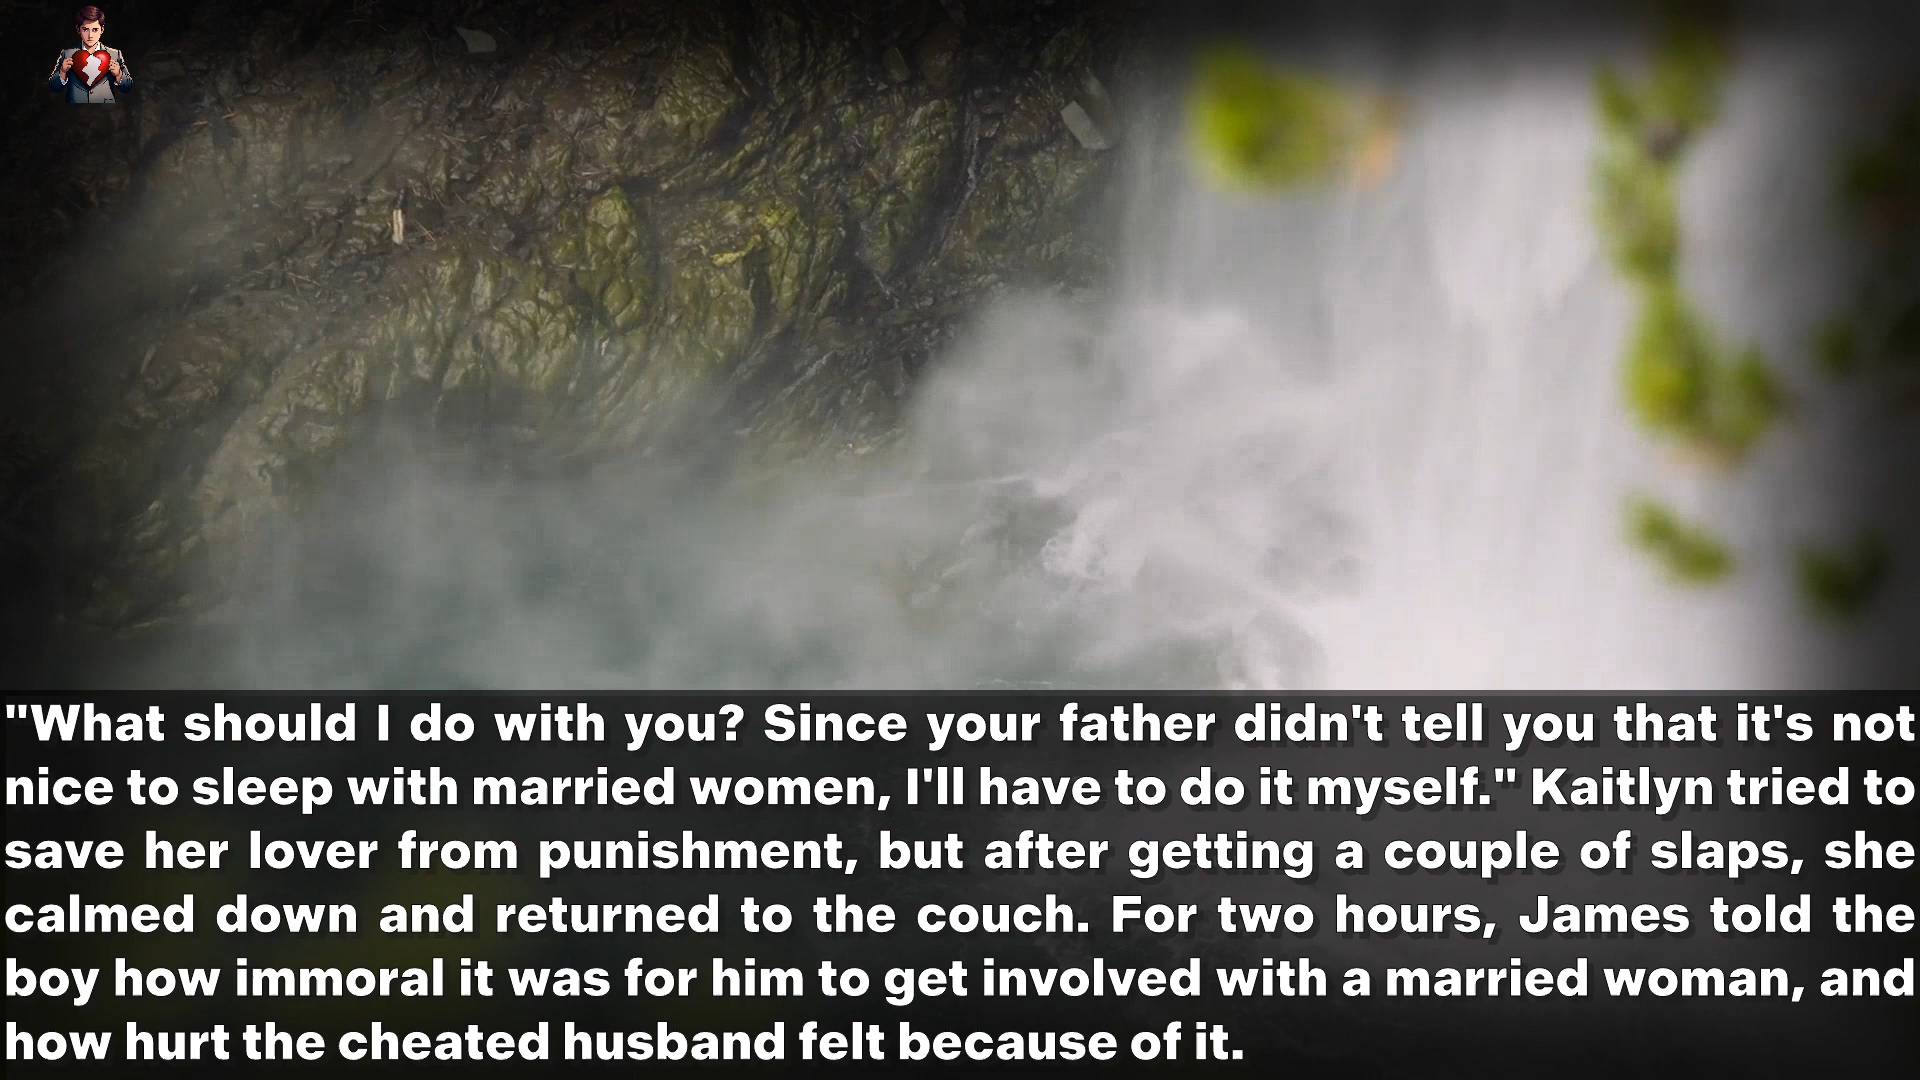 "What should I do with you? Since your father didn't tell you that it's not
nice to sleep with married women, I'll have to do it myself." Kaitlyn tried to
save her lover from punishment, but after getting a couple of slaps, she
calmed down and returned to the couch. For two hours, James told the
boy how immoral it was for him to get involved with a married woman, and
how hurt the cheated husband felt because of it.